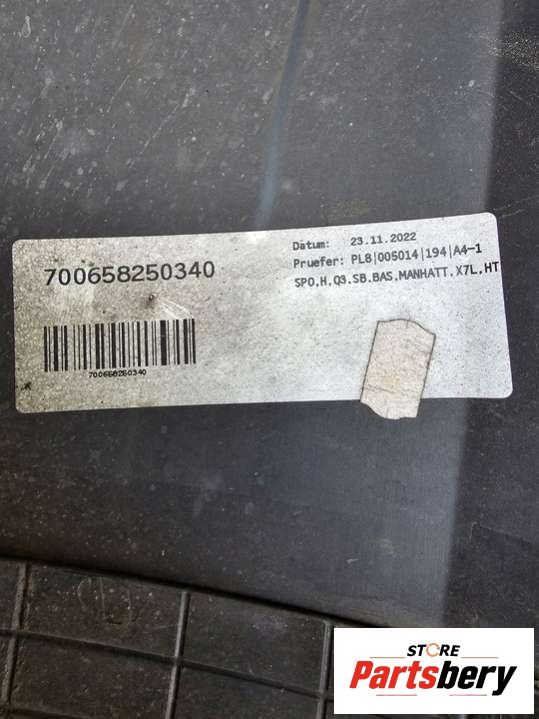 700658250340
700658250340
Datum: 23.11.2022
Pruefer: PL8|005014|194|A4-1
SPO.H.Q3.SB.BAS.MANHATT.X7L.HT
STORE
Partsbery